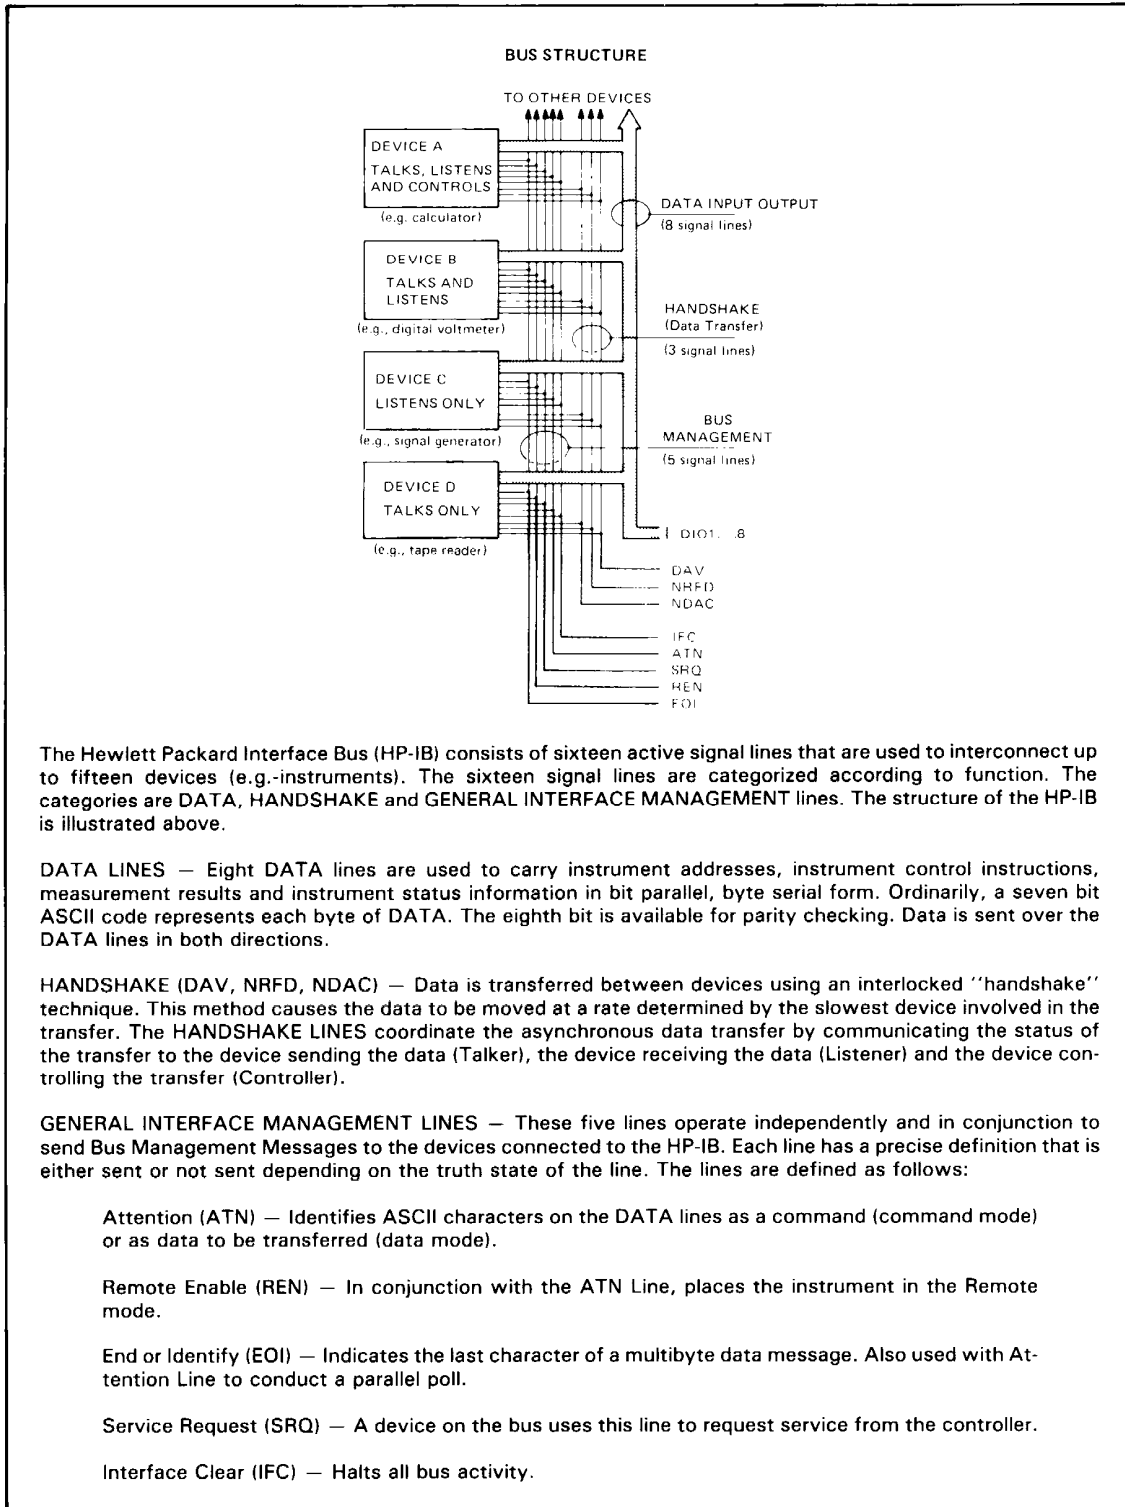 BUS STRUCTURE
TO OTHER DEVICES
DEVICE A
TALKS, LISTENS
AND CONTROLS
(e.g. calculator)
DATA INPUT OUTPUT
(8 signal lines)
DEVICE B
TALKS AND
LISTENS
(e.g., digital voltmeter)
HANDSHAKE
(Data Transfer)
(3 signal lines)
DEVICE C
LISTENS ONLY
(e.g., signal generator)
BUS
MANAGEMENT
(5 signal lines)
DEVICE D
TALKS ONLY
(e.g., tape reader)
DIO1...8
DAV
NRFD
NDAC
IFC
ATN
SRQ
REN
EOI
The Hewlett Packard Interface Bus (HP-IB) consists of sixteen active signal lines that are used to interconnect up
to fifteen devices (e.g.-instruments). The sixteen signal lines are categorized according to function. The
categories are DATA, HANDSHAKE and GENERAL INTERFACE MANAGEMENT lines. The structure of the HP-IB
is illustrated above.
DATA LINES — Eight DATA lines are used to carry instrument addresses, instrument control instructions,
measurement results and instrument status information in bit parallel, byte serial form. Ordinarily, a seven bit
ASCII code represents each byte of DATA. The eighth bit is available for parity checking. Data is sent over the
DATA lines in both directions.
HANDSHAKE (DAV, NRFD, NDAC) — Data is transferred between devices using an interlocked ''handshake''
technique. This method causes the data to be moved at a rate determined by the slowest device involved in the
transfer. The HANDSHAKE LINES coordinate the asynchronous data transfer by communicating the status of
the transfer to the device sending the data (Talker), the device receiving the data (Listener) and the device con-
trolling the transfer (Controller).
GENERAL INTERFACE MANAGEMENT LINES — These five lines operate independently and in conjunction to
send Bus Management Messages to the devices connected to the HP-IB. Each line has a precise definition that is
either sent or not sent depending on the truth state of the line. The lines are defined as follows:
Attention (ATN) — Identifies ASCII characters on the DATA lines as a command (command mode)
or as data to be transferred (data mode).
Remote Enable (REN) — In conjunction with the ATN Line, places the instrument in the Remote
mode.
End or Identify (EOI) — Indicates the last character of a multibyte data message. Also used with At-
tention Line to conduct a parallel poll.
Service Request (SRQ) — A device on the bus uses this line to request service from the controller.
Interface Clear (IFC) — Halts all bus activity.